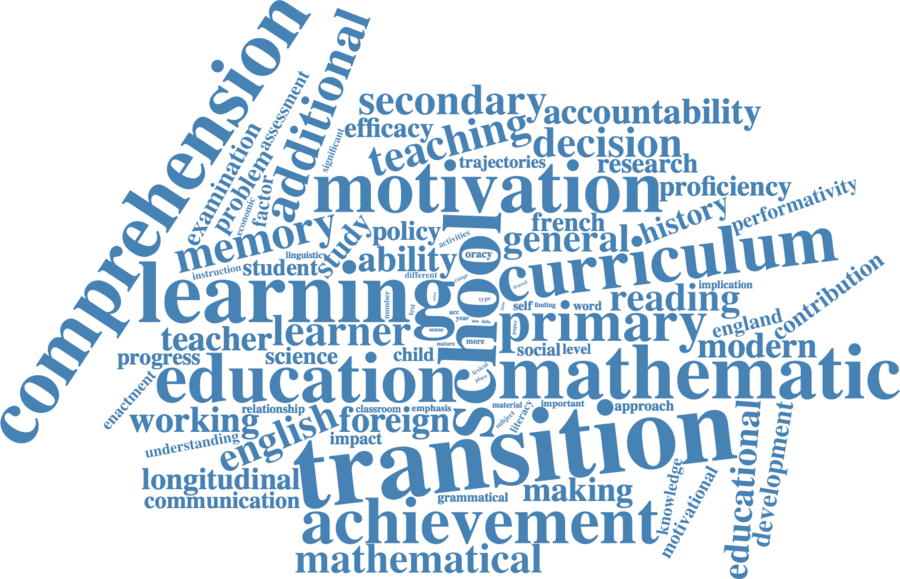 comprehension
additional
assessment
examination
problem
factor
economic
significant
secondary
accountability
efficacy
teaching
decision
trajectories
research
motivation
proficiency
performativity
history
french
memory
study
policy
activities
general
curriculum
linguistic
ability
oracy
instruction
student
different
range
travel
implication
contribution
learning
school
number
test
area
type
self
finding
word
reading
acc
year
data
primary
england
teacher
learner
sense
paper
modern
nature
more
progress
science
child
social
level
education
lexical
place
mathematic
enactment
working
relationship
classroom
emphasis
material
important
approach
subject
literacy
english
foreign
transition
understanding
impact
educational
development
longitudinal
communication
grammatical
making
knowledge
motivational
achievement
mathematical